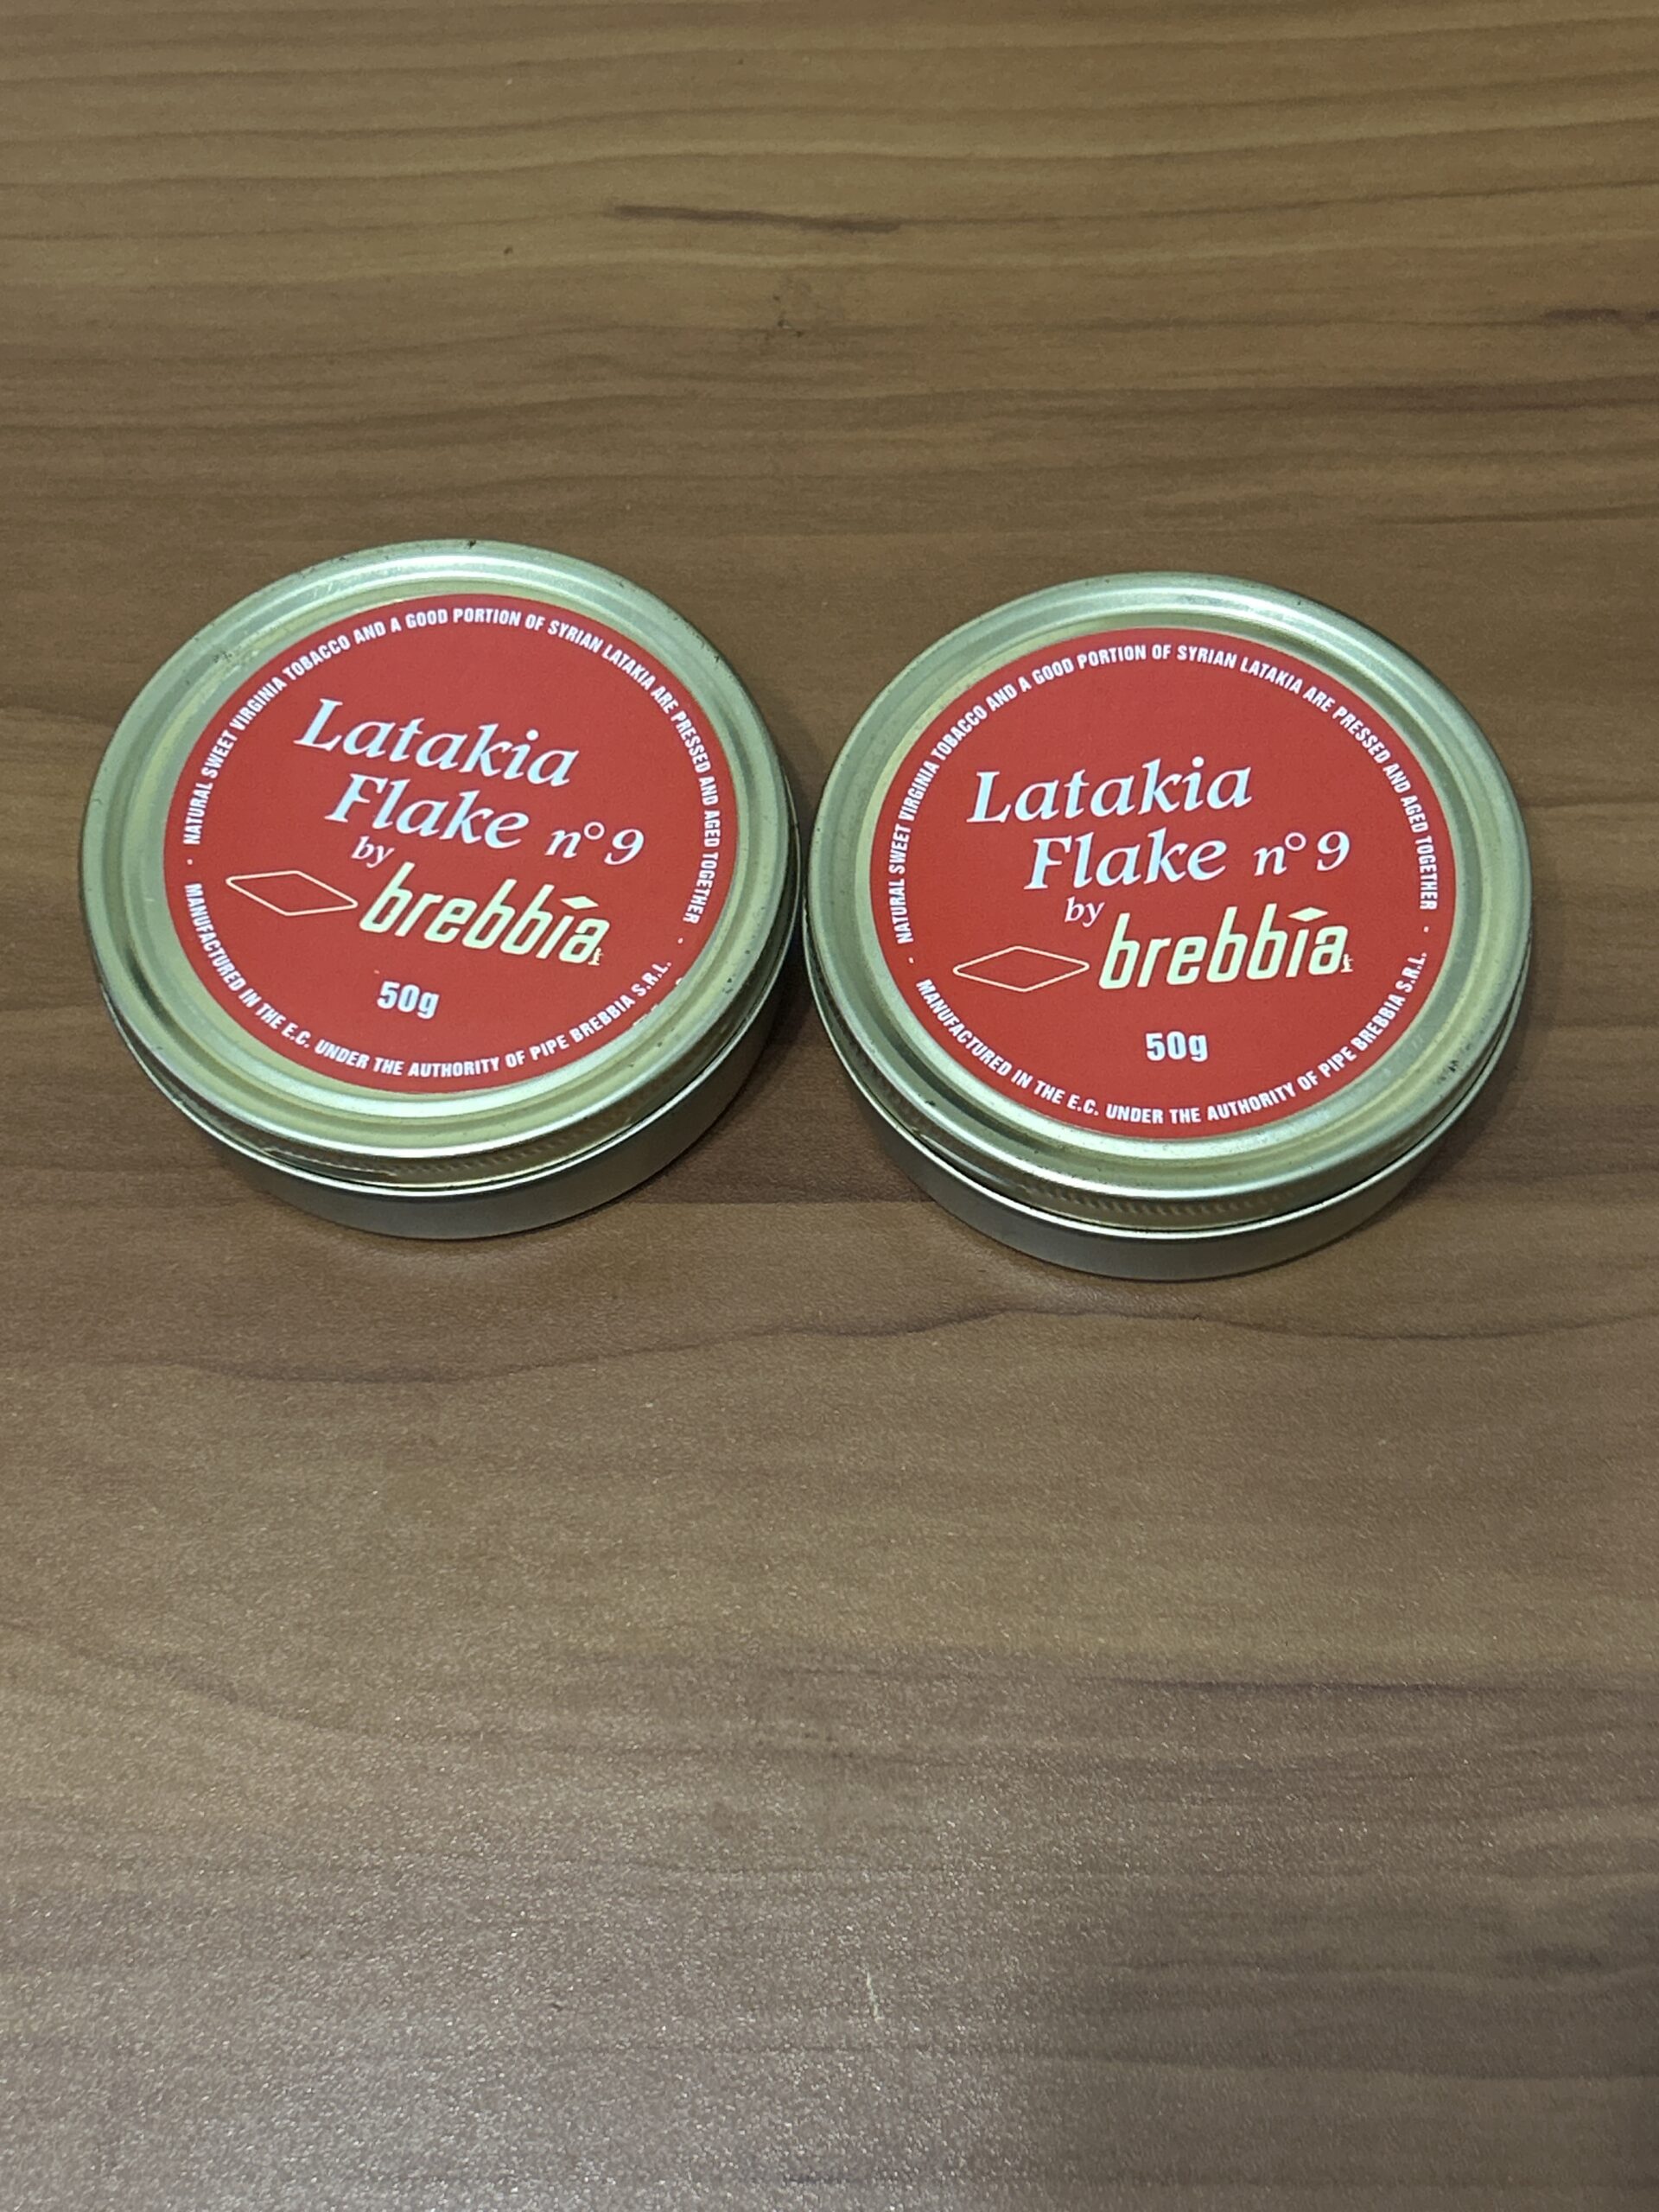 NATURAL SWEET VIRGINIA TOBACCO AND A GOOD PORTION OF SYRIAN LATAKIA ARE PRESSED AND AGED TOGETHER
Latakia
Flake n° 9
by
brebbia
50g
MANUFACTURED IN THE E.C. UNDER THE AUTHORITY OF PIPE BREBBIA S.R.L.
NATURAL SWEET VIRGINIA TOBACCO AND A GOOD PORTION OF SYRIAN LATAKIA ARE PRESSED AND AGED TOGETHER
Latakia
Flake n° 9
by
brebbia
50g
MANUFACTURED IN THE E.C. UNDER THE AUTHORITY OF PIPE BREBBIA S.R.L.